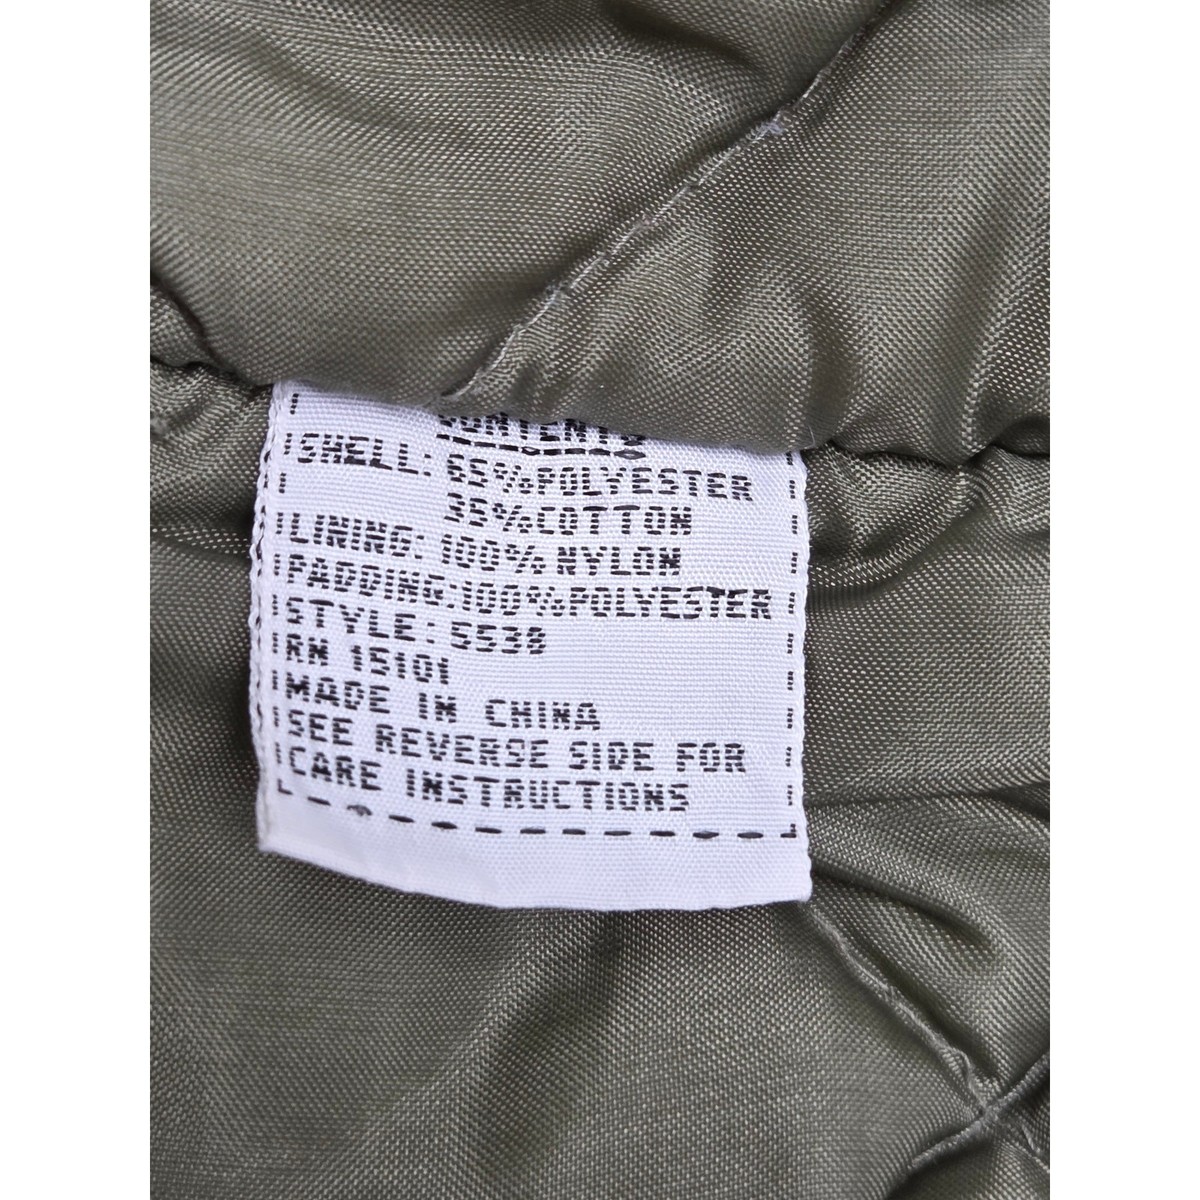 CONTENTS
SHELL: 65%POLYESTER
35%COTTON
LINING: 100% NYLON
PADDING:100%POLYESTER
STYLE: 5538
RN 15101
MADE IN CHINA
SEE REVERSE SIDE FOR
CARE INSTRUCTIONS